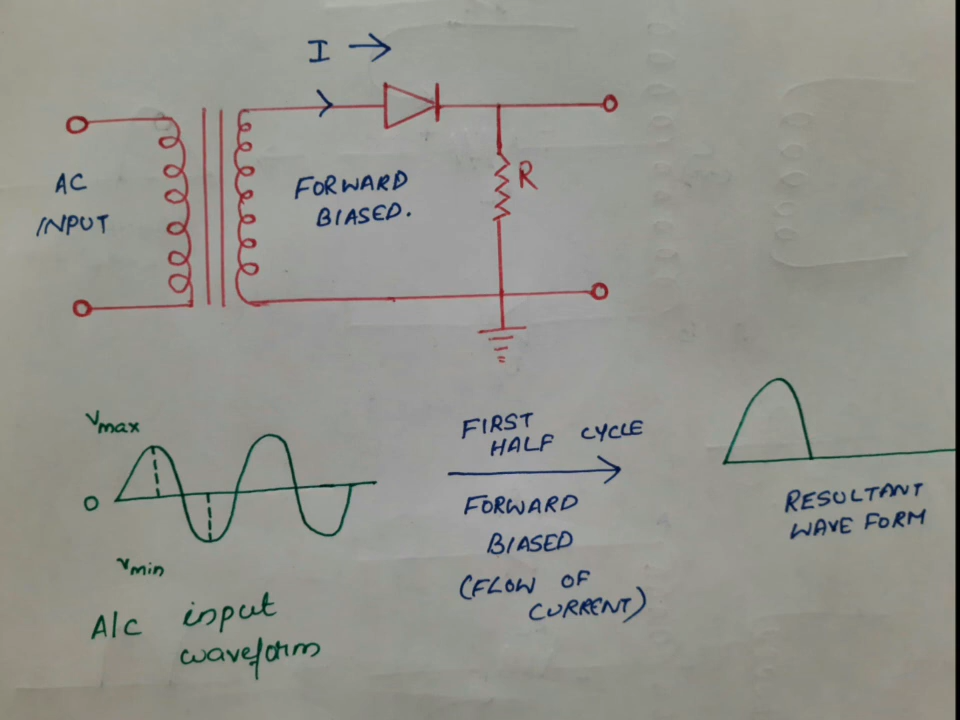 I →
AC
INPUT
FORWARD
BIASED.
R
Vmax
0
Vmin
A/c input
waveform
FIRST
HALF CYCLE
FORWARD
BIASED
(FLOW OF
CURRENT)
RESULTANT
WAVE FORM